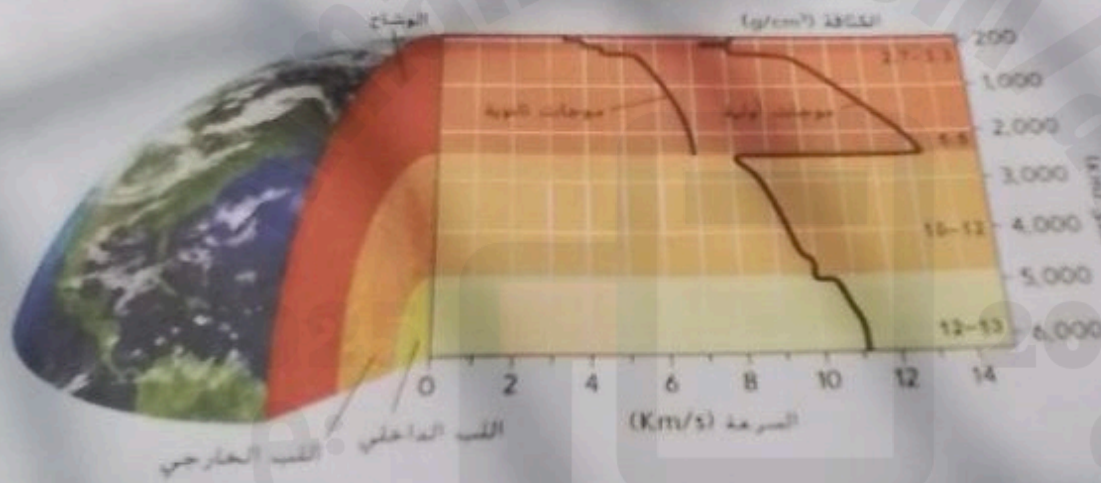 الوشاح
الكثافة (g/cm³)
200
2.7-3.3
1,000
موجات ثانوية
موجات أولية
2,000
5.5
3,000
10-12
4,000
5,000
12-13
6,000
0 2 4 6 8 10 12 14
السرعة (Km/s)
اللب الداخلي
اللب الخارجي